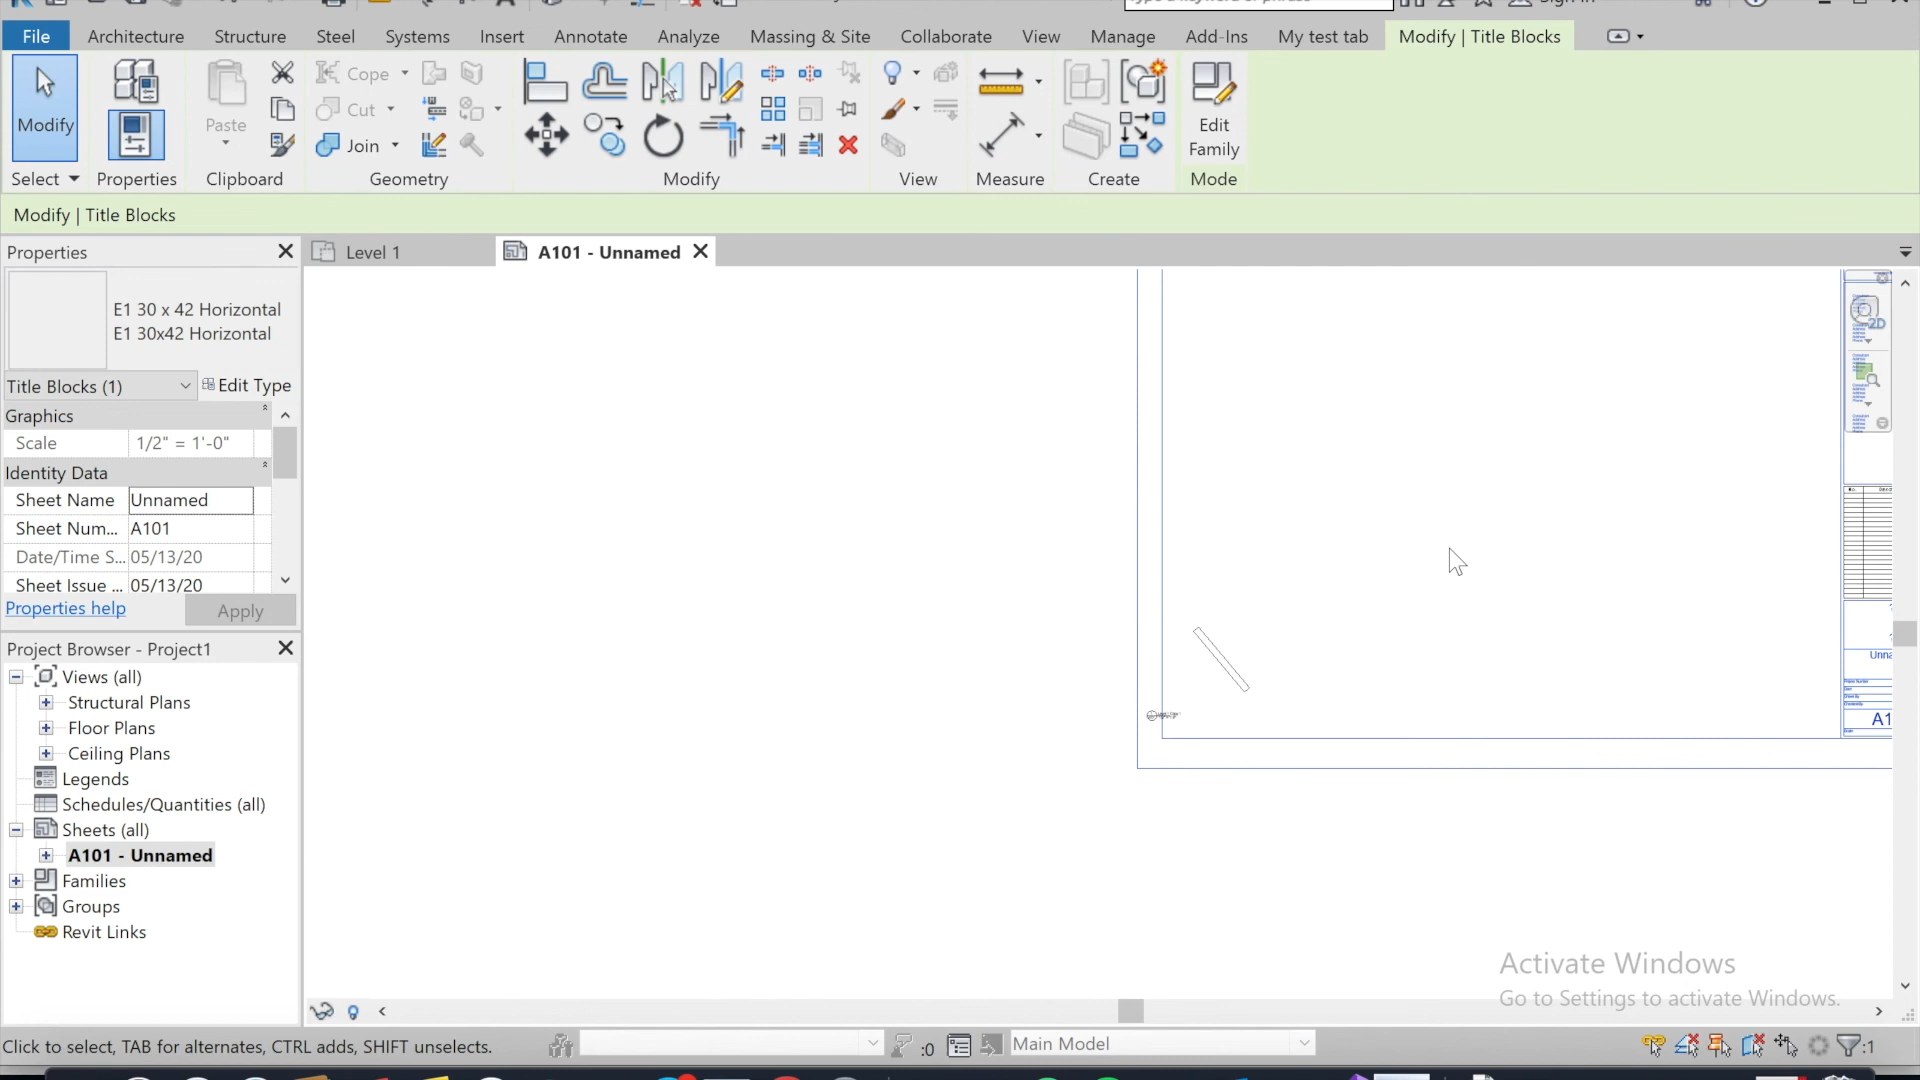 File Architecture Structure Steel Systems Insert Annotate Analyze Massing & Site Collaborate View Manage Add-Ins My test tab Modify | Title Blocks
Modify
Paste
Cope
Cut
Join
Edit
Family
Select Properties Clipboard Geometry Modify View Measure Create Mode
Modify | Title Blocks
Properties
Level 1
A101 - Unnamed
E1 30 x 42 Horizontal
E1 30x42 Horizontal
Title Blocks (1) Edit Type
Graphics
Scale 1/2" = 1'-0"
Identity Data
Sheet Name Unnamed
Sheet Num... A101
Date/Time S... 05/13/20
Sheet Issue ... 05/13/20
Properties help Apply
Project Browser - Project1
Views (all)
Structural Plans
Floor Plans
Ceiling Plans
Legends
Schedules/Quantities (all)
Sheets (all)
A101 - Unnamed
Families
Groups
Revit Links
2D
No.
Unna
A1
Activate Windows
Go to Settings to activate Windows.
Click to select, TAB for alternates, CTRL adds, SHIFT unselects.
:0
Main Model
:1